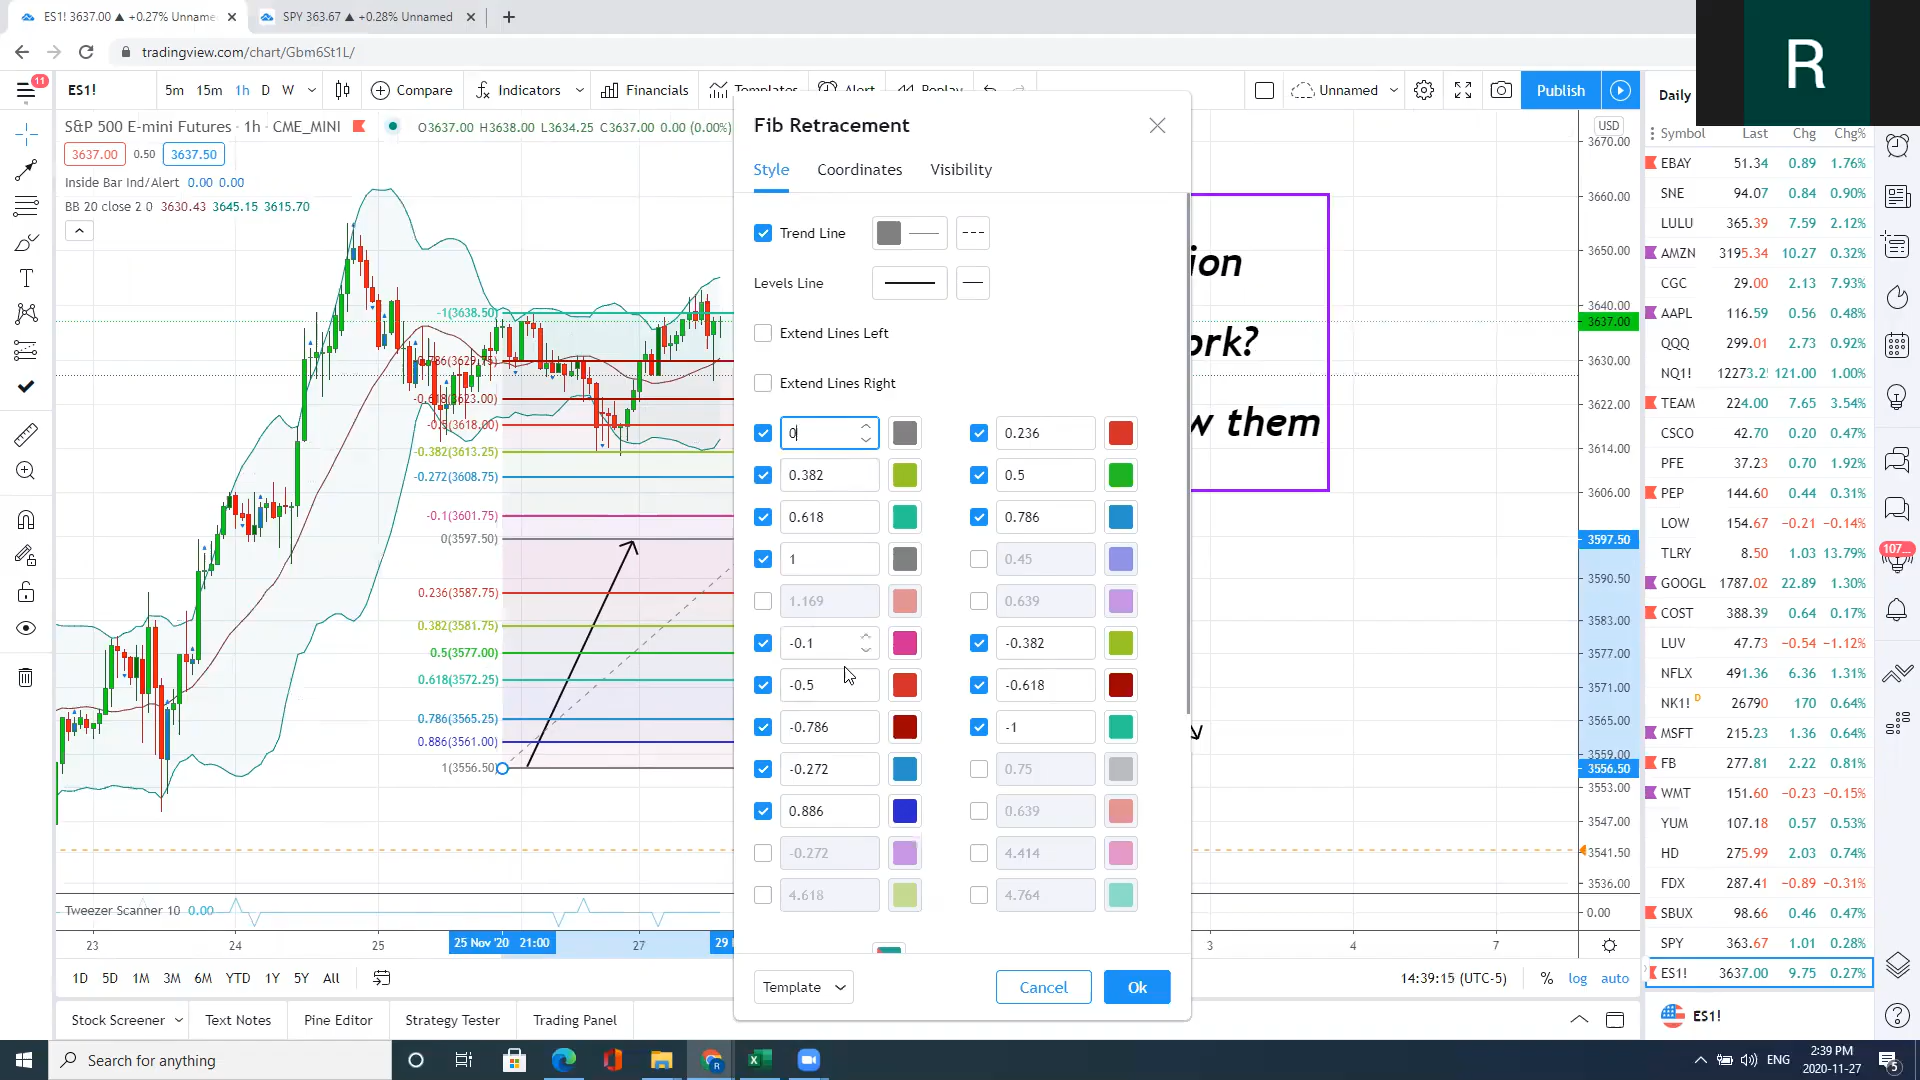 ES1! 3637.00 ▲ +0.27% Unname
SPY 363.67 ▲ +0.28% Unnamed
tradingview.com/chart/Gbm6St1L/
R
11
ES1!
5m 15m 1h D W
Compare
Indicators
Financials
Templates
Alert
Replay
Unnamed
Publish
Daily
S&P 500 E-mini Futures · 1h · CME_MINI
O3637.00 H3638.00 L3634.25 C3637.00 0.00 (0.00%)
3637.00 0.50 3637.50
Inside Bar Ind/Alert 0.00 0.00
BB 20 close 2 0 3630.43 3645.15 3615.70
-1(3638.50)
-0.786(3629.75)
-0.618(3623.00)
-0.5(3618.00)
-0.382(3613.25)
-0.272(3608.75)
-0.1(3601.75)
0(3597.50)
0.236(3587.75)
0.382(3581.75)
0.5(3577.00)
0.618(3572.25)
0.786(3565.25)
0.886(3561.00)
1(3556.50)
Tweezer Scanner 10 0.00
23 24 25 25 Nov '20 21:00 27 29 3 4 7
Fib Retracement
Style Coordinates Visibility
Trend Line
Levels Line
Extend Lines Left
Extend Lines Right
0 0.236
0.382 0.5
0.618 0.786
1 0.45
1.169 0.639
-0.1 -0.382
-0.5 -0.618
-0.786 -1
-0.272 0.75
0.886 0.639
-0.272 4.414
4.618 4.764
Template
Cancel
Ok
ion
ork?
w them
USD
3670.00
3660.00
3650.00
3640.00
3637.00
3630.00
3622.00
3614.00
3606.00
3597.50
3590.50
3583.00
3577.00
3571.00
3565.00
3559.00
3556.50
3553.00
3547.00
3541.50
3536.00
0.00
Symbol Last Chg Chg%
EBAY 51.34 0.89 1.76%
SNE 94.07 0.84 0.90%
LULU 365.39 7.59 2.12%
AMZN 3195.34 10.27 0.32%
CGC 29.00 2.13 7.93%
AAPL 116.59 0.56 0.48%
QQQ 299.01 2.73 0.92%
NQ1! 12273.2 121.00 1.00%
TEAM 224.00 7.65 3.54%
CSCO 42.70 0.20 0.47%
PFE 37.23 0.70 1.92%
PEP 144.60 0.44 0.31%
LOW 154.67 −0.21 −0.14%
TLRY 8.50 1.03 13.79%
GOOGL 1787.02 22.89 1.30%
COST 388.39 0.64 0.17%
LUV 47.73 −0.54 −1.12%
NFLX 491.36 6.36 1.31%
NK1! D 26790 170 0.64%
MSFT 215.23 1.36 0.64%
FB 277.81 2.22 0.81%
WMT 151.60 −0.23 −0.15%
YUM 107.18 0.57 0.53%
HD 275.99 2.03 0.74%
FDX 287.41 −0.89 −0.31%
SBUX 98.66 0.46 0.47%
SPY 363.67 1.01 0.28%
ES1! 3637.00 9.75 0.27%
ES1!
107
1D 5D 1M 3M 6M YTD 1Y 5Y All
14:39:15 (UTC-5) % log auto
Stock Screener Text Notes Pine Editor Strategy Tester Trading Panel
Search for anything
ENG
2:39 PM
2020-11-27
5